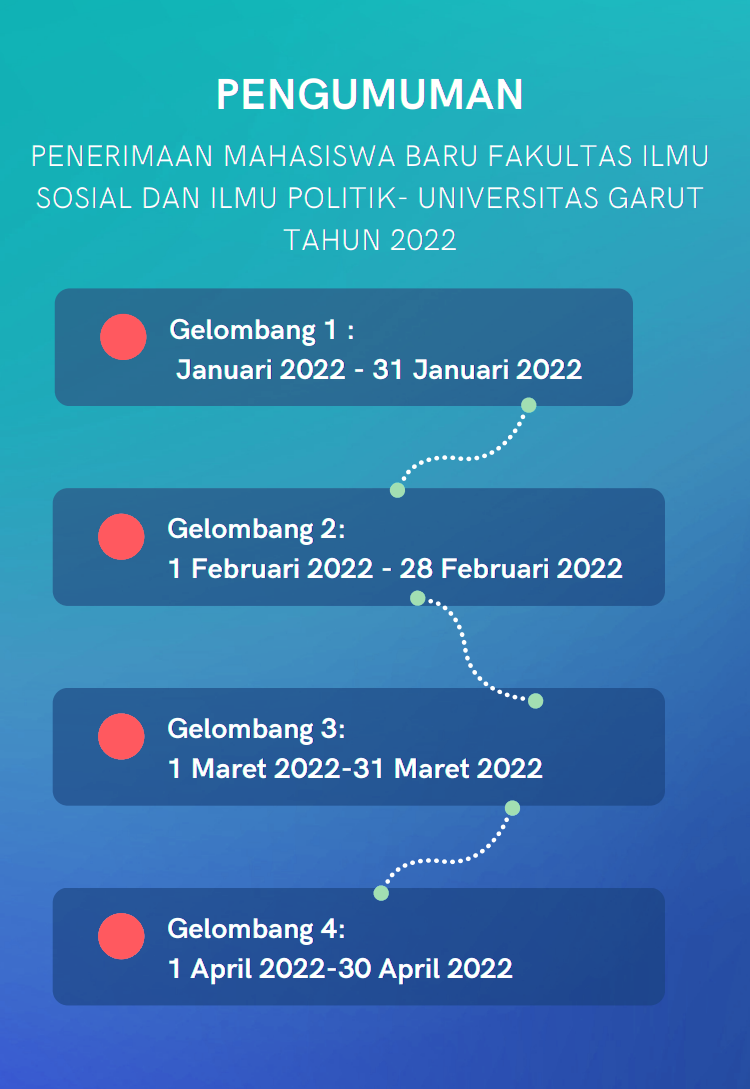 PENGUMUMAN
PENERIMAAN MAHASISWA BARU FAKULTAS ILMU
SOSIAL DAN ILMU POLITIK- UNIVERSITAS GARUT
TAHUN 2022
Gelombang 1 :
Januari 2022 - 31 Januari 2022
Gelombang 2:
1 Februari 2022 - 28 Februari 2022
Gelombang 3:
1 Maret 2022-31 Maret 2022
Gelombang 4:
1 April 2022-30 April 2022